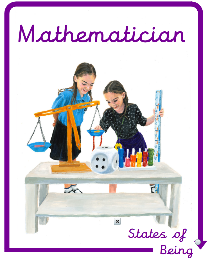 Mathematician
States of
Being